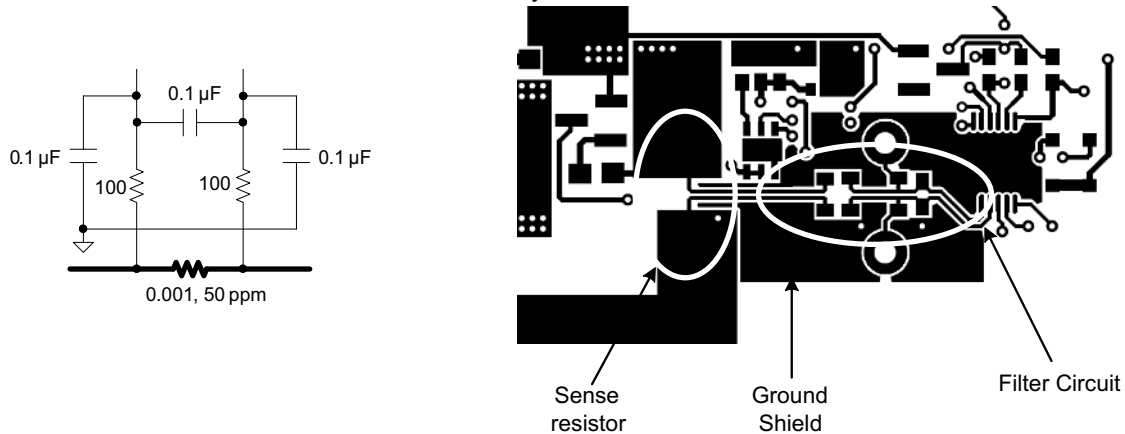 0.1 µF
0.1 µF
0.1 µF
100
100
0.001, 50 ppm
Sense
resistor
Ground
Shield
Filter Circuit